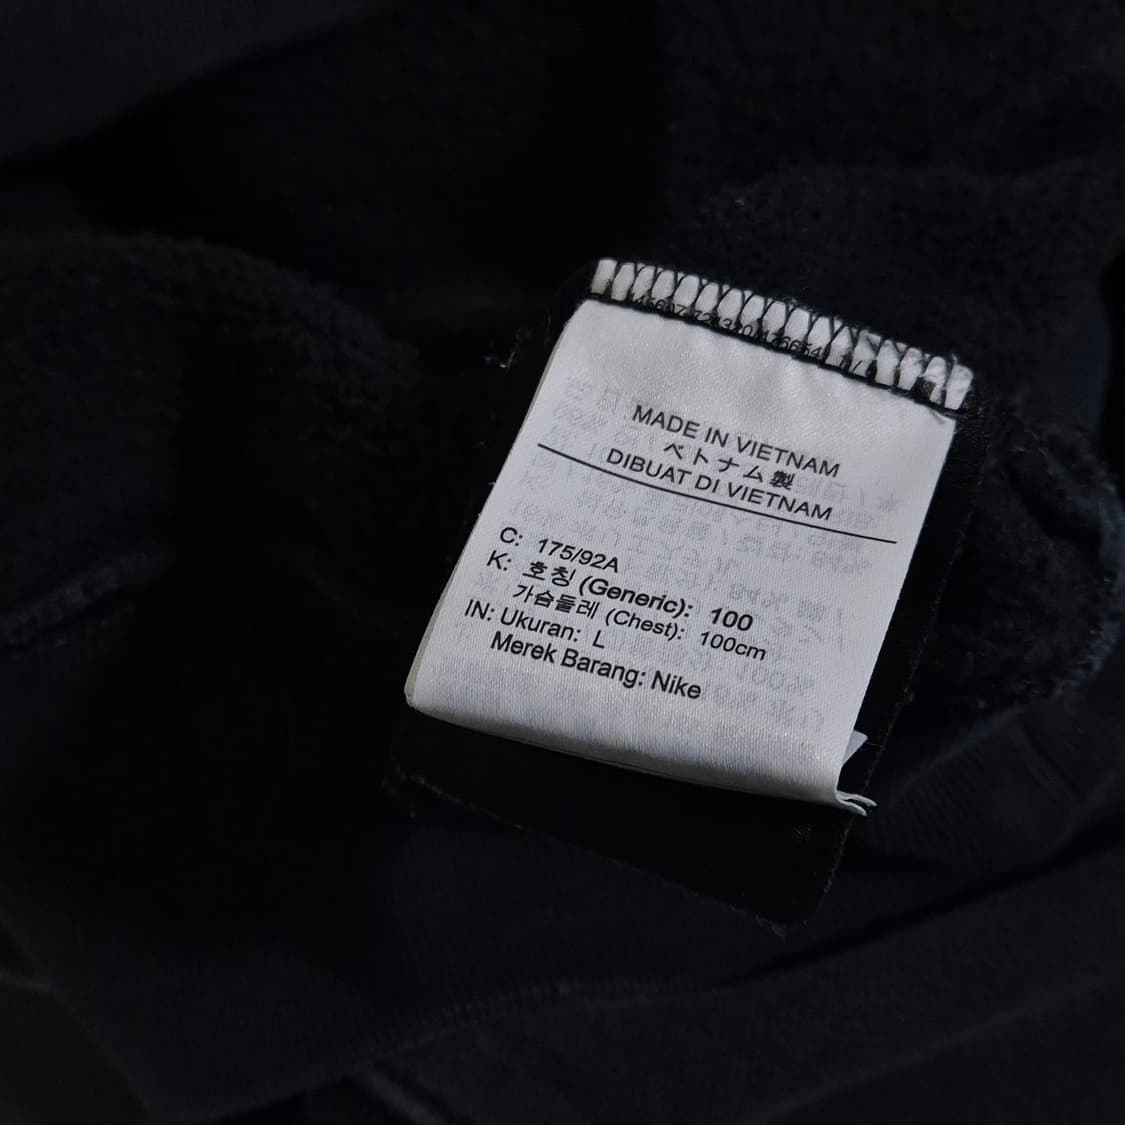 MADE IN VIETNAM
ベトナム製
DIBUAT DI VIETNAM
C: 175/92A
K: 호칭 (Generic): 100
가슴둘레 (Chest): 100cm
IN: Ukuran: L
Merek Barang: Nike